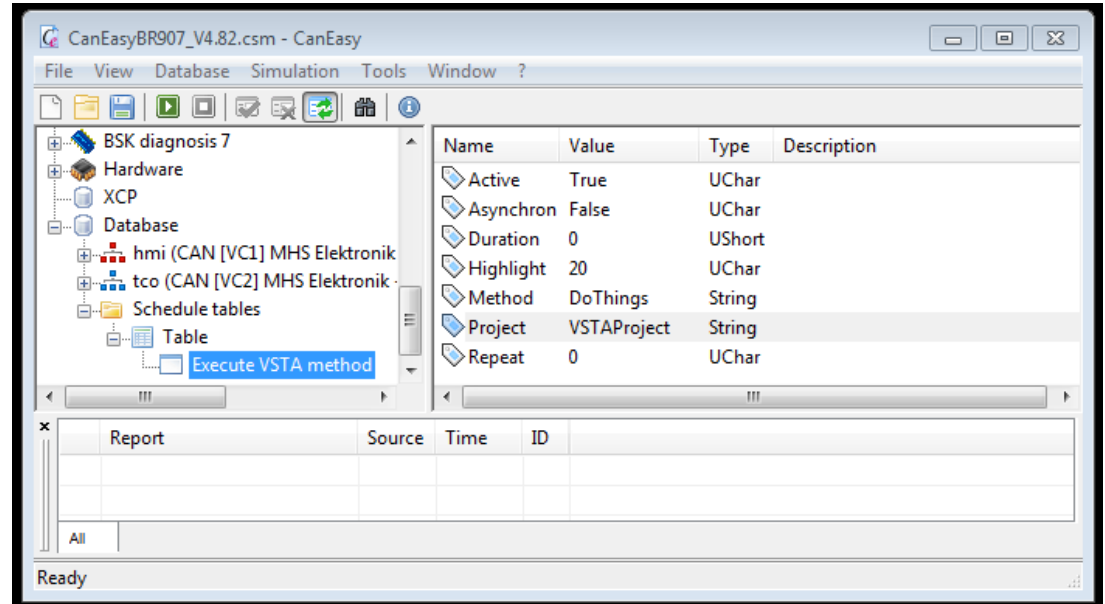 CanEasyBR907_V4.82.csm - CanEasy
File View Database Simulation Tools Window ?
BSK diagnosis 7
Hardware
XCP
Database
hmi (CAN [VC1] MHS Elektronik
tco (CAN [VC2] MHS Elektronik -
Schedule tables
Table
Execute VSTA method
Name Value Type Description
Active True UChar
Asynchron False UChar
Duration 0 UShort
Highlight 20 UChar
Method DoThings String
Project VSTAProject String
Repeat 0 UChar
Report Source Time ID
All
Ready